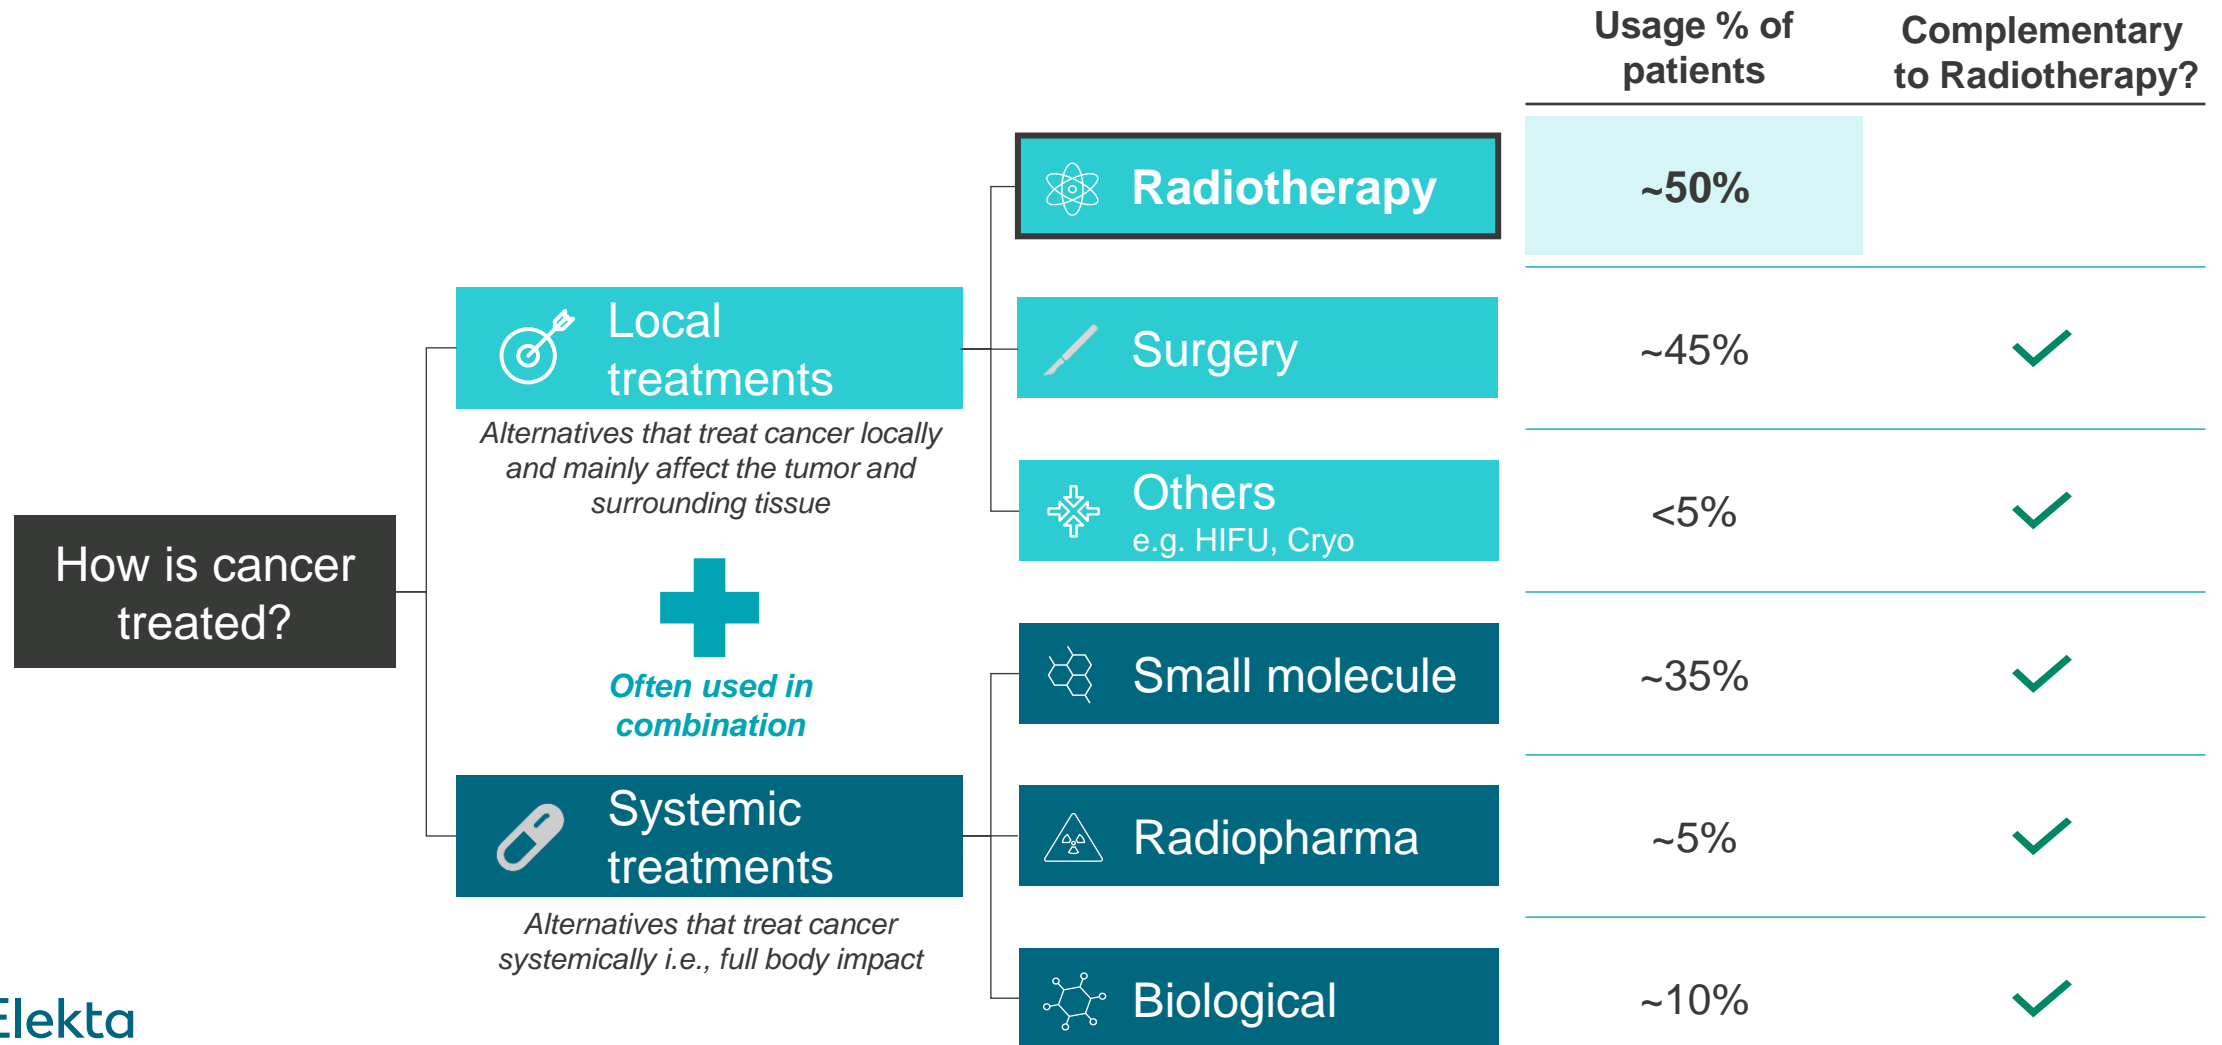 Usage % of
patients
Complementary
to Radiotherapy?
Radiotherapy
~50%
Local
treatments
Surgery
~45%
Alternatives that treat cancer locally
and mainly affect the tumor and
surrounding tissue
Others
e.g. HIFU, Cryo
<5%
How is cancer
treated?
Often used in
combination
Small molecule
~35%
Systemic
treatments
Radiopharma
~5%
Alternatives that treat cancer
systemically i.e., full body impact
Biological
~10%
Elekta